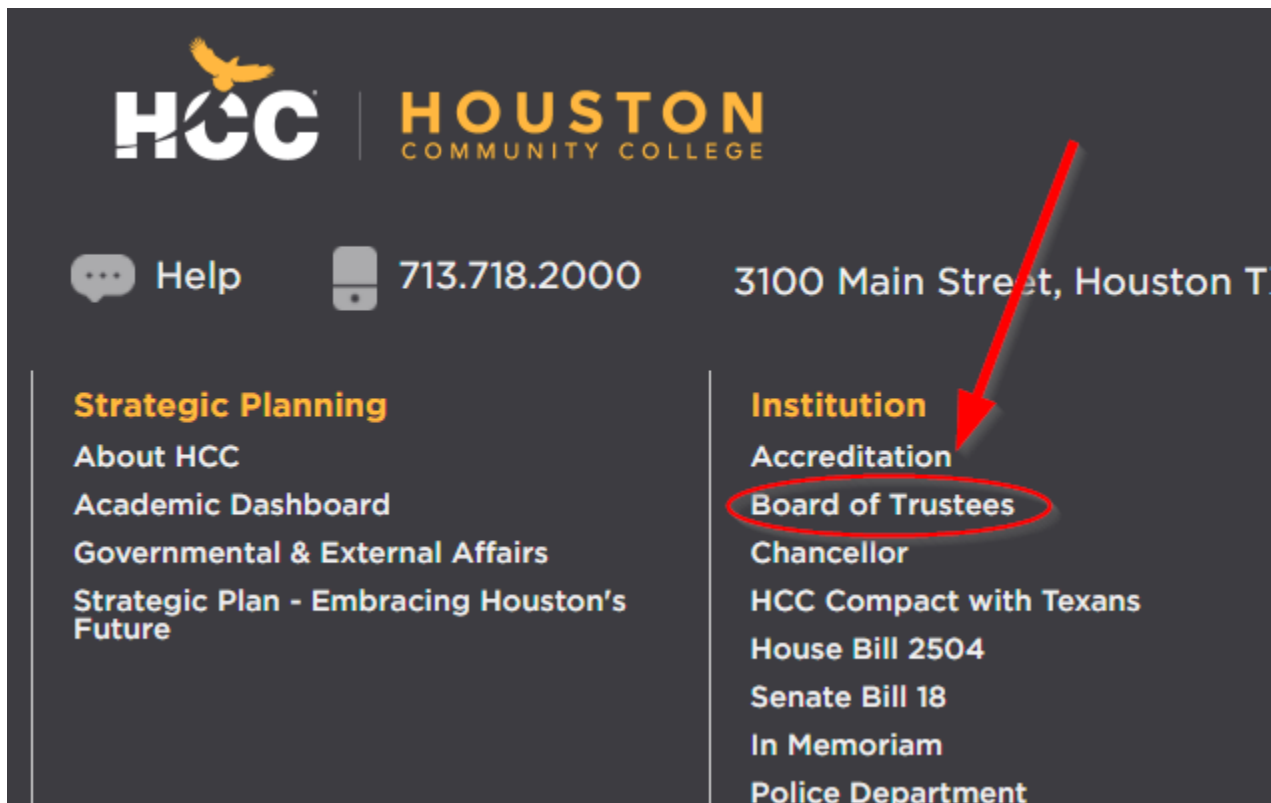 HCC
HOUSTON
COMMUNITY COLLEGE
Help
713.718.2000
3100 Main Street, Houston T
Strategic Planning
About HCC
Academic Dashboard
Governmental & External Affairs
Strategic Plan - Embracing Houston's
Future
Institution
Accreditation
Board of Trustees
Chancellor
HCC Compact with Texans
House Bill 2504
Senate Bill 18
In Memoriam
Police Department